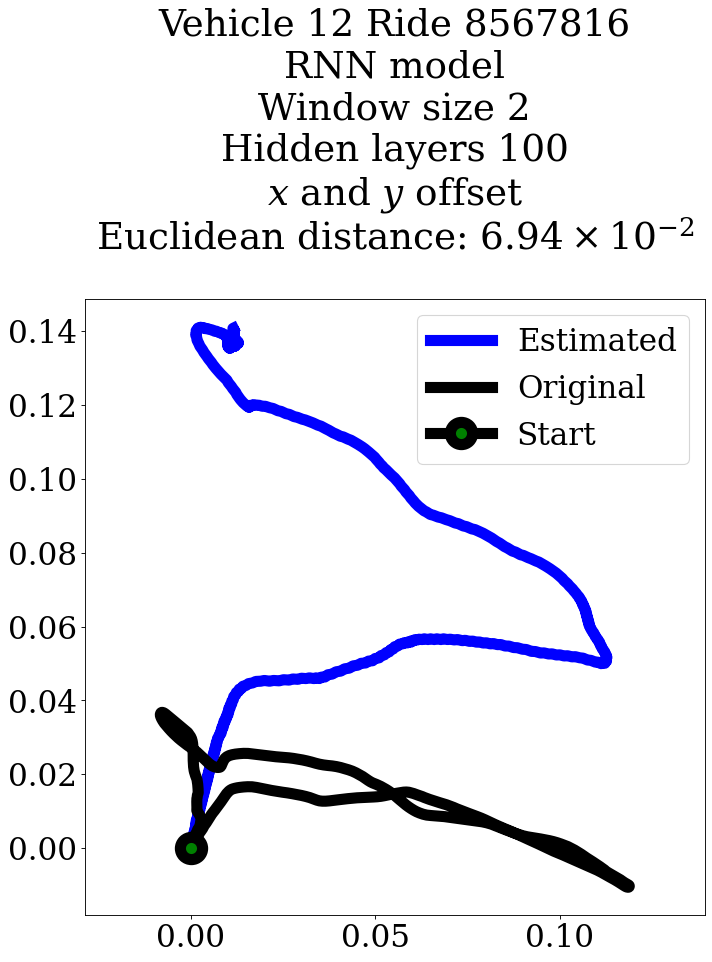 Vehicle 12 Ride 8567816
RNN model
Window size 2
Hidden layers 100
x and y offset
Euclidean distance: 6.94 × 10⁻²
Estimated
Original
Start
0.14
0.12
0.10
0.08
0.06
0.04
0.02
0.00
0.00 0.05 0.10